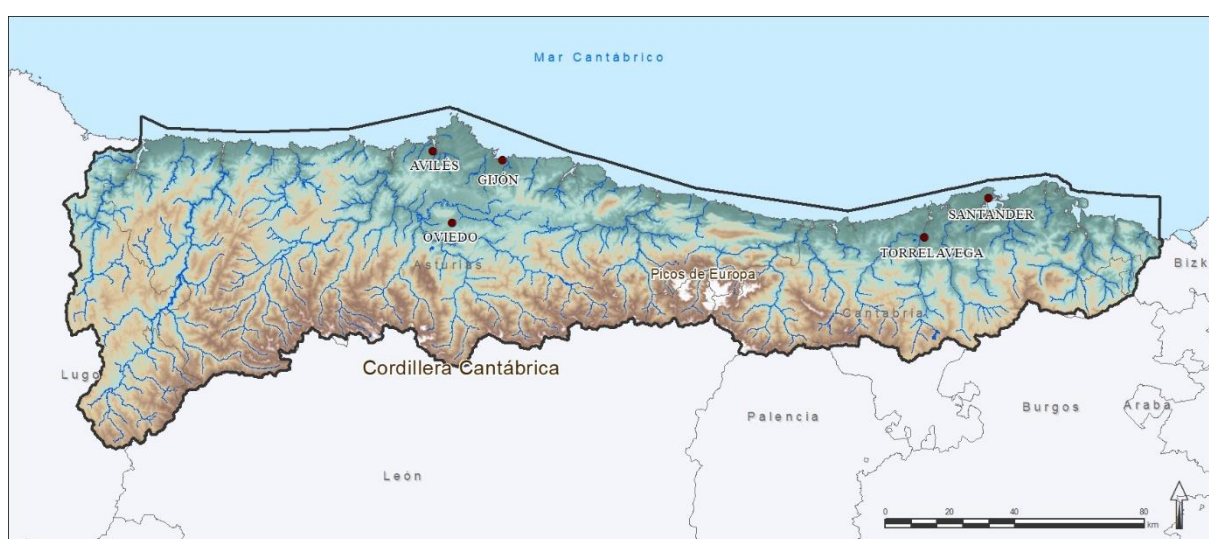 Mar Cantábrico
AVILÉS
GIJÓN
SANTANDER
OVIEDO
TORRELAVEGA
Asturias
Bizk
Picos de Europa
Cantabria
Cordillera Cantábrica
Lugo
Palencia
Burgos
Araba
León
0 20 40 80
km